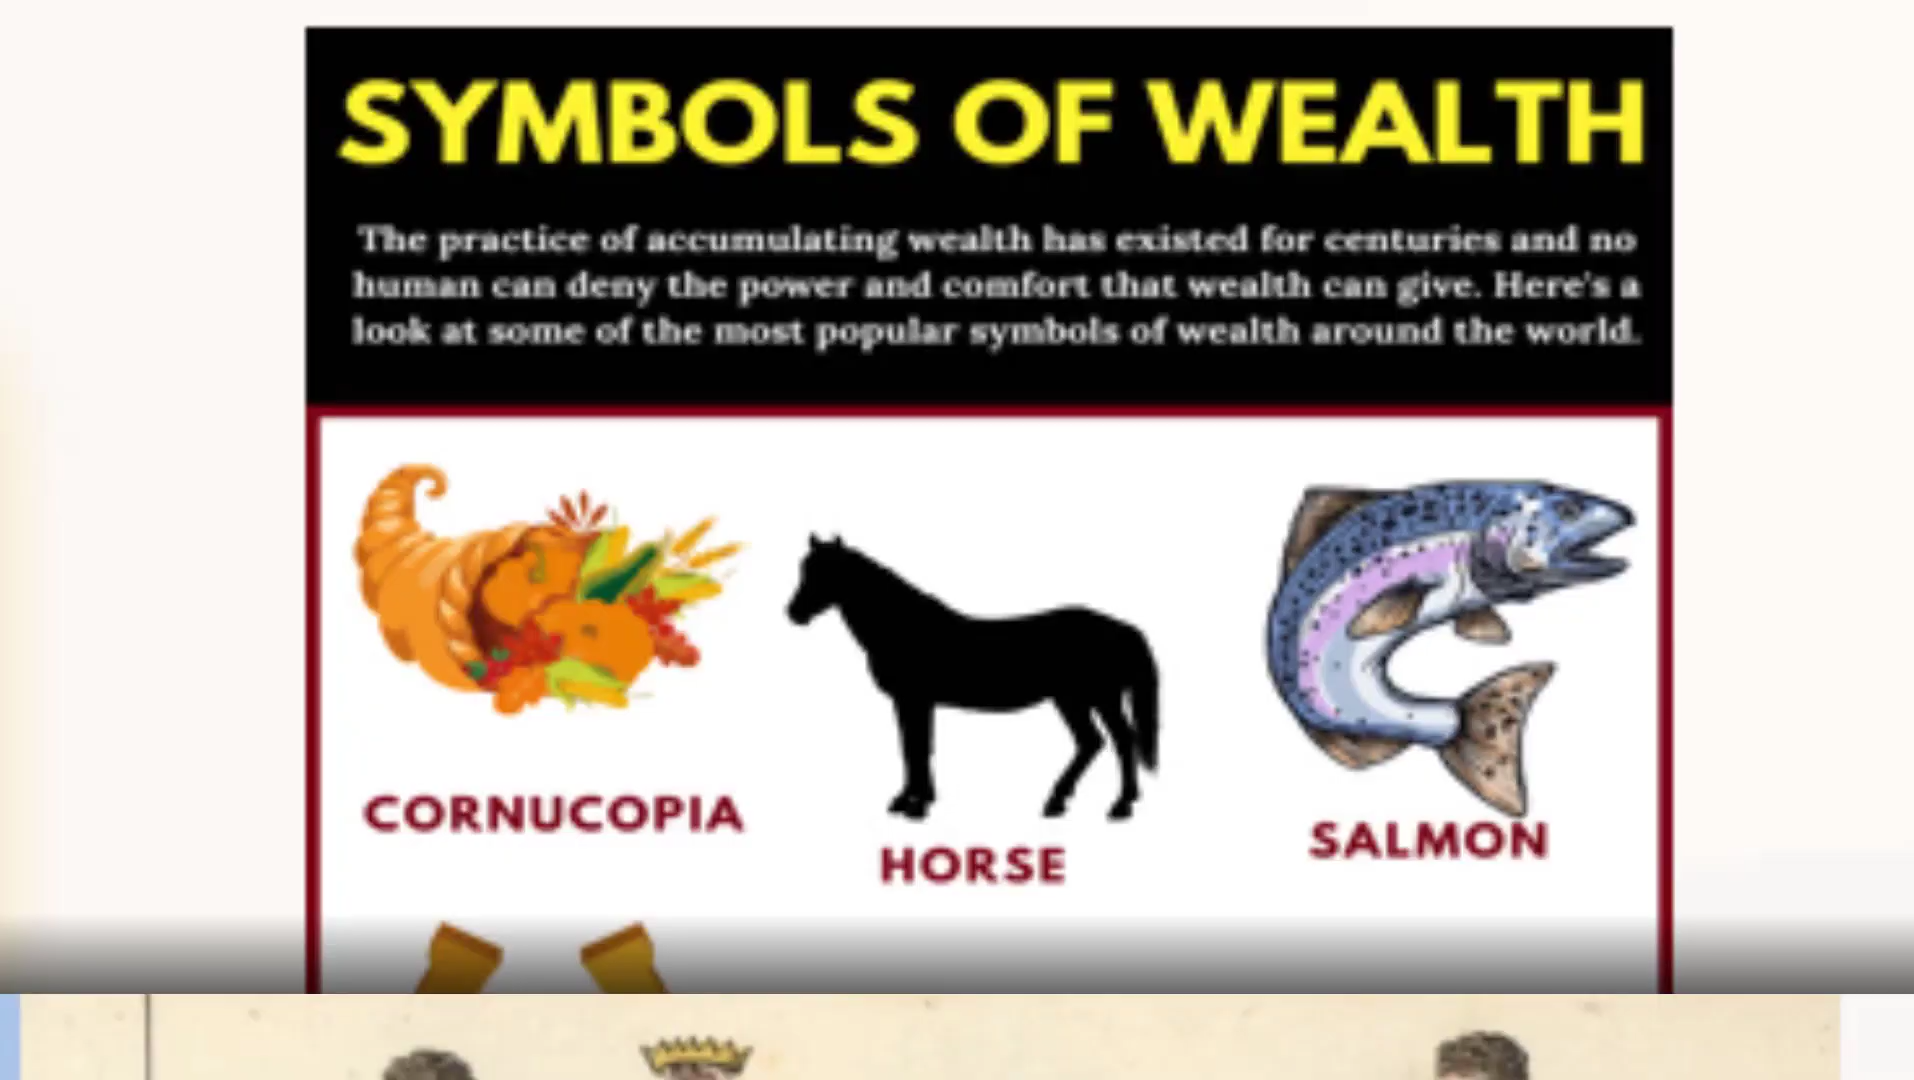 SYMBOLS OF WEALTH
The practice of accumulating wealth has existed for centuries and no
human can deny the power and comfort that wealth can give. Here's a
look at some of the most popular symbols of wealth around the world.
CORNUCOPIA
HORSE
SALMON